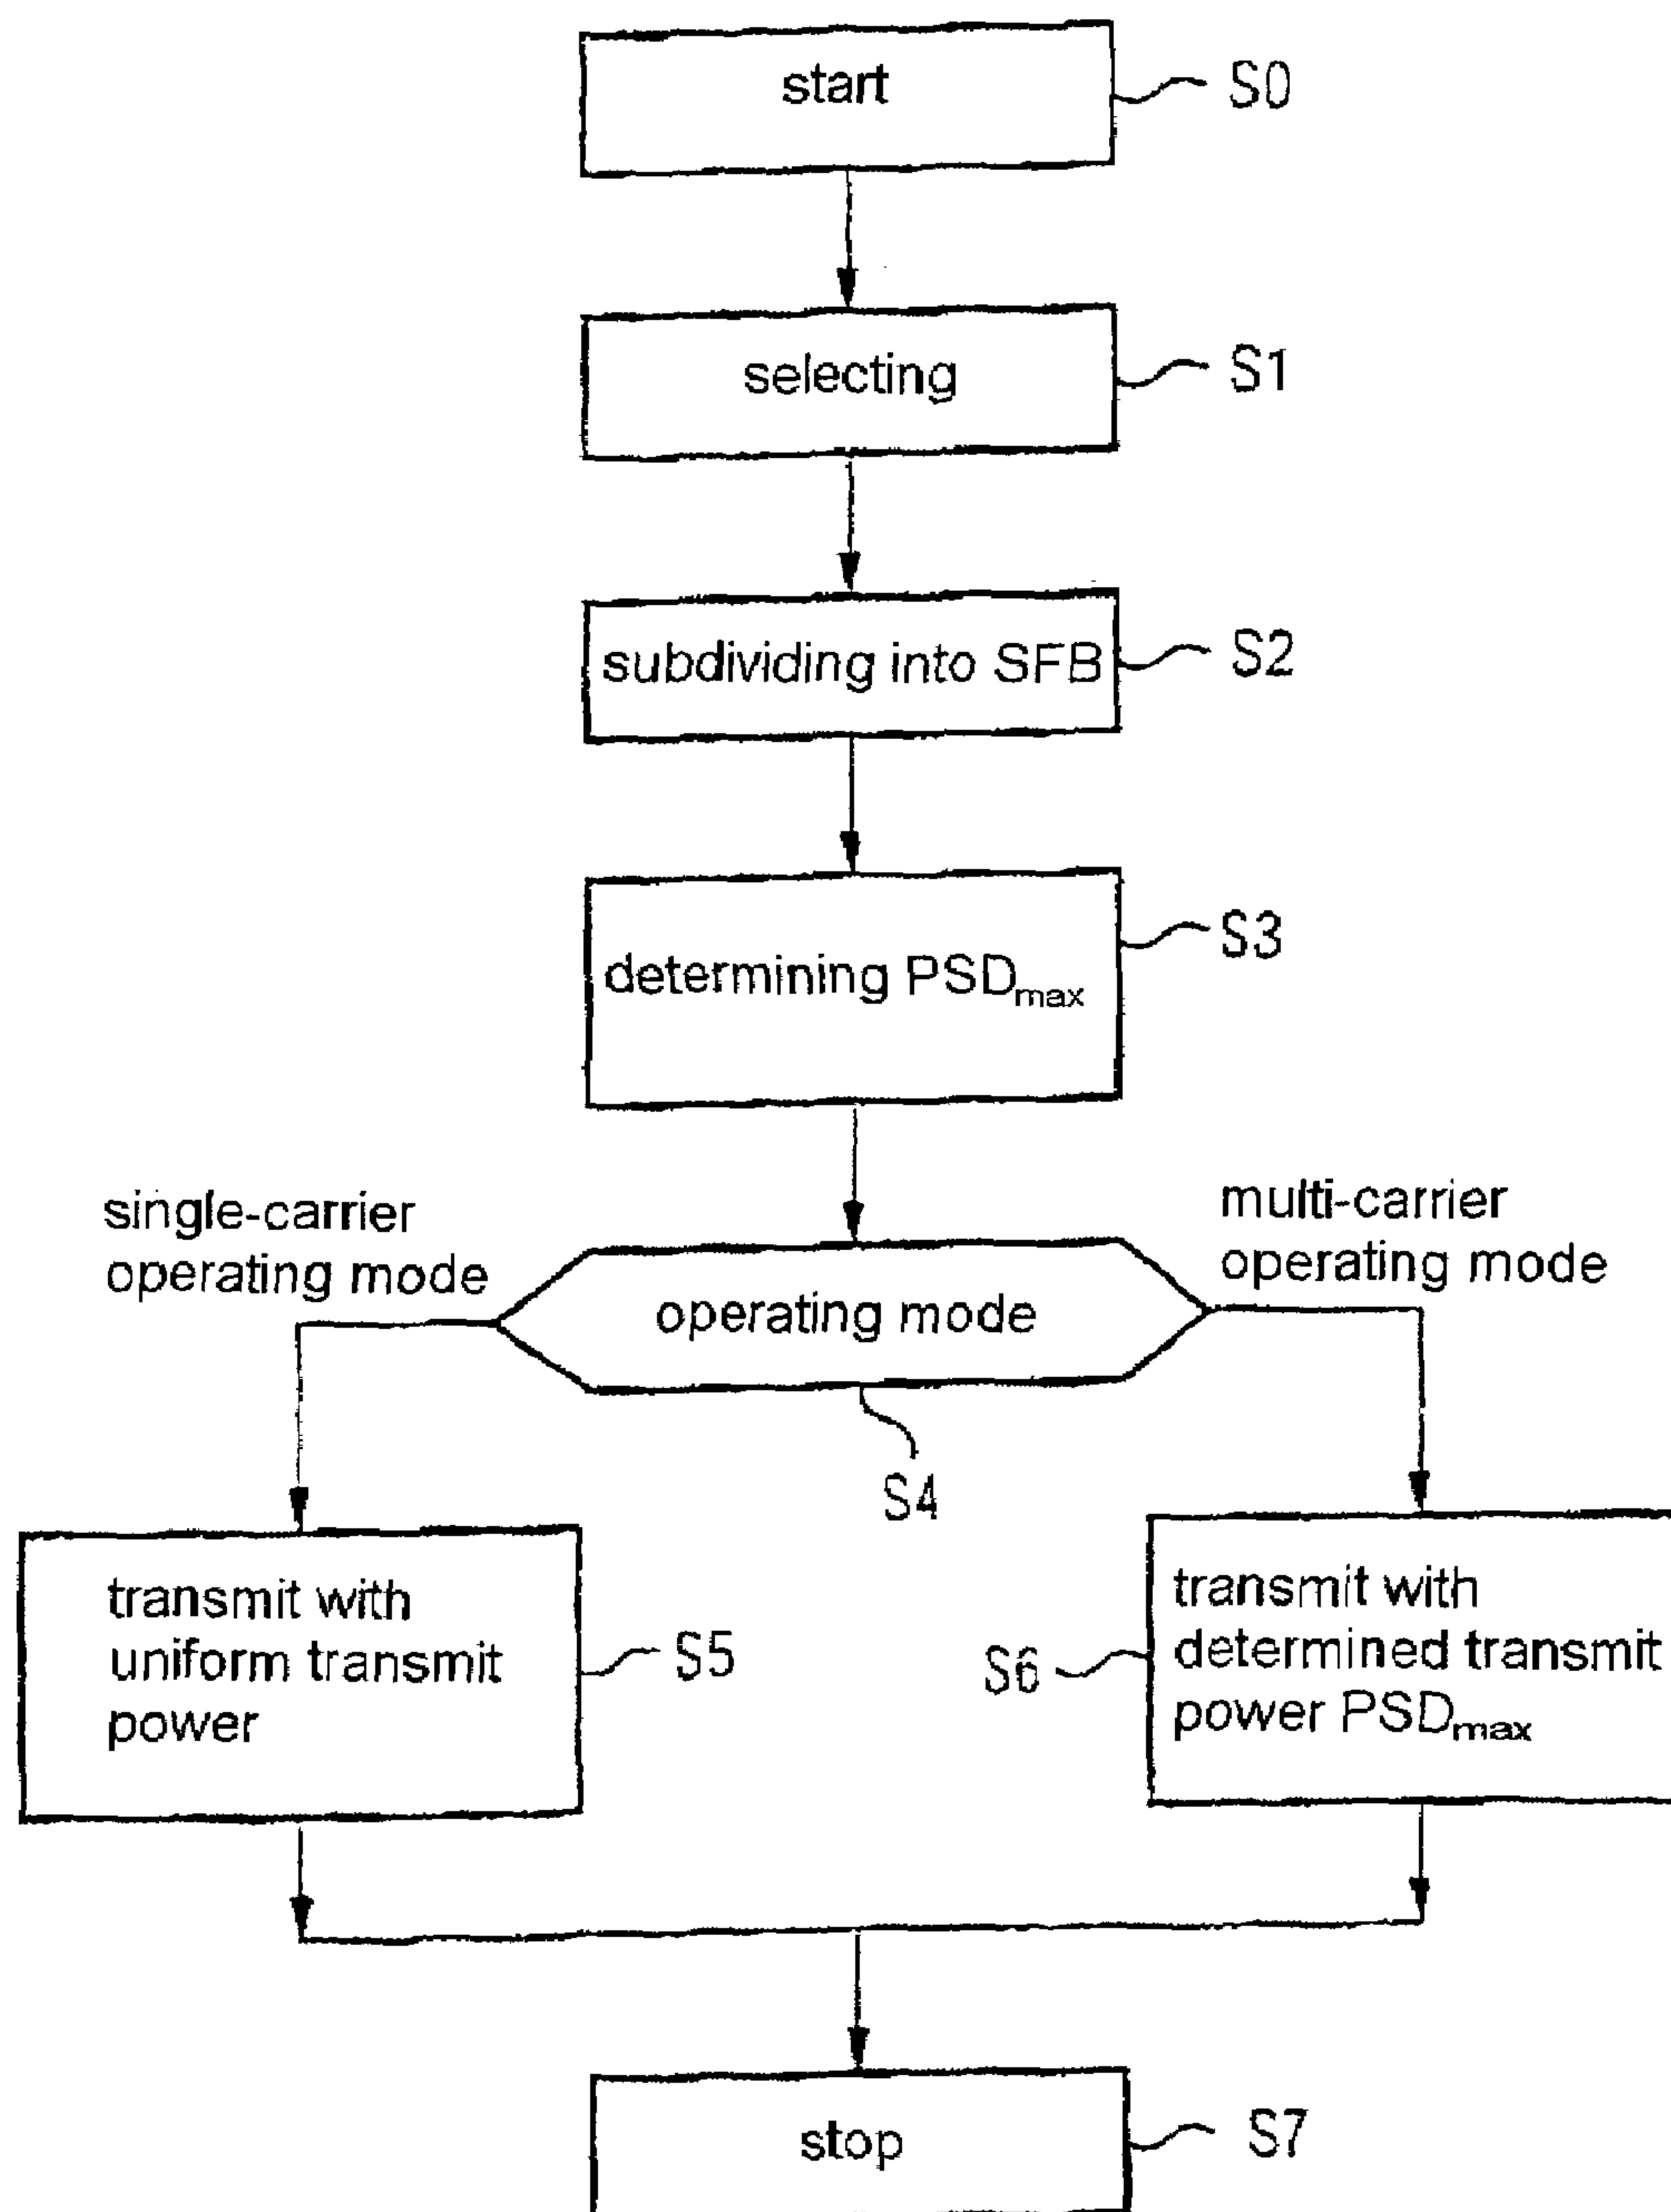 start
S0
selecting
S1
subdividing into SFB
S2
determining PSDmax
S3
single-carrier
operating mode
multi-carrier
operating mode
operating mode
S4
transmit with
uniform transmit
power
S5
transmit with
determined transmit
power PSDmax
S6
stop
S7